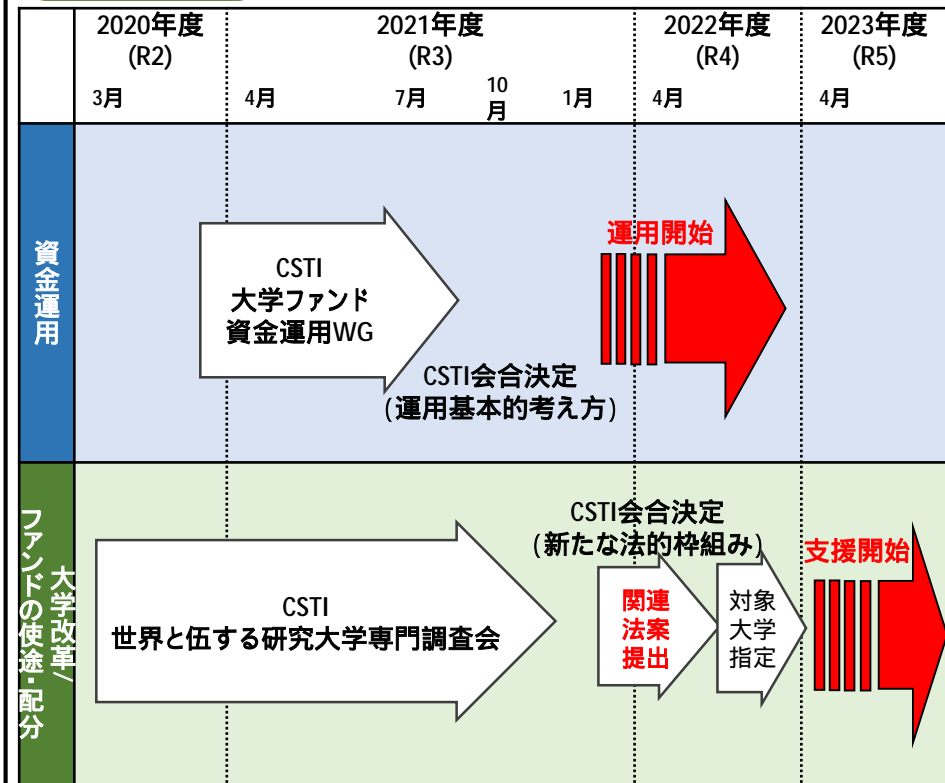 2020年度
(R2)
2021年度
(R3)
2022年度
(R4)
2023年度
(R5)
3月
4月
7月
10
月
1月
4月
4月
資金運用
CSTI
大学ファンド
資金運用WG
CSTI会合決定
(運用基本的考え方)
運用開始
大学改革/
ファンドの使途・配分
CSTI
世界と伍する研究大学専門調査会
CSTI会合決定
(新たな法的枠組み)
関連
法案
提出
対象
大学
指定
支援開始